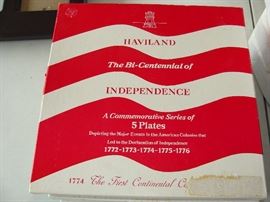 HAVILAND
The Bi-Centennial of
INDEPENDENCE
A Commemorative Series of
5 Plates
Depicting the Major Events in the American Colonies that
Led to the Declaration of Independence
1772-1773-1774-1775-1776
1774 The First Continental Co